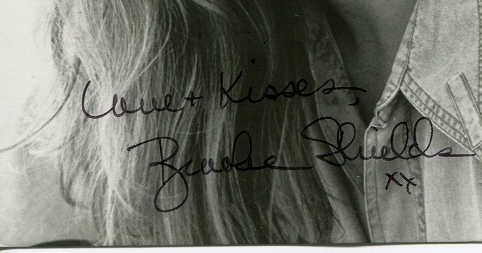 Love + Kisses,
Brooke Shields
xx